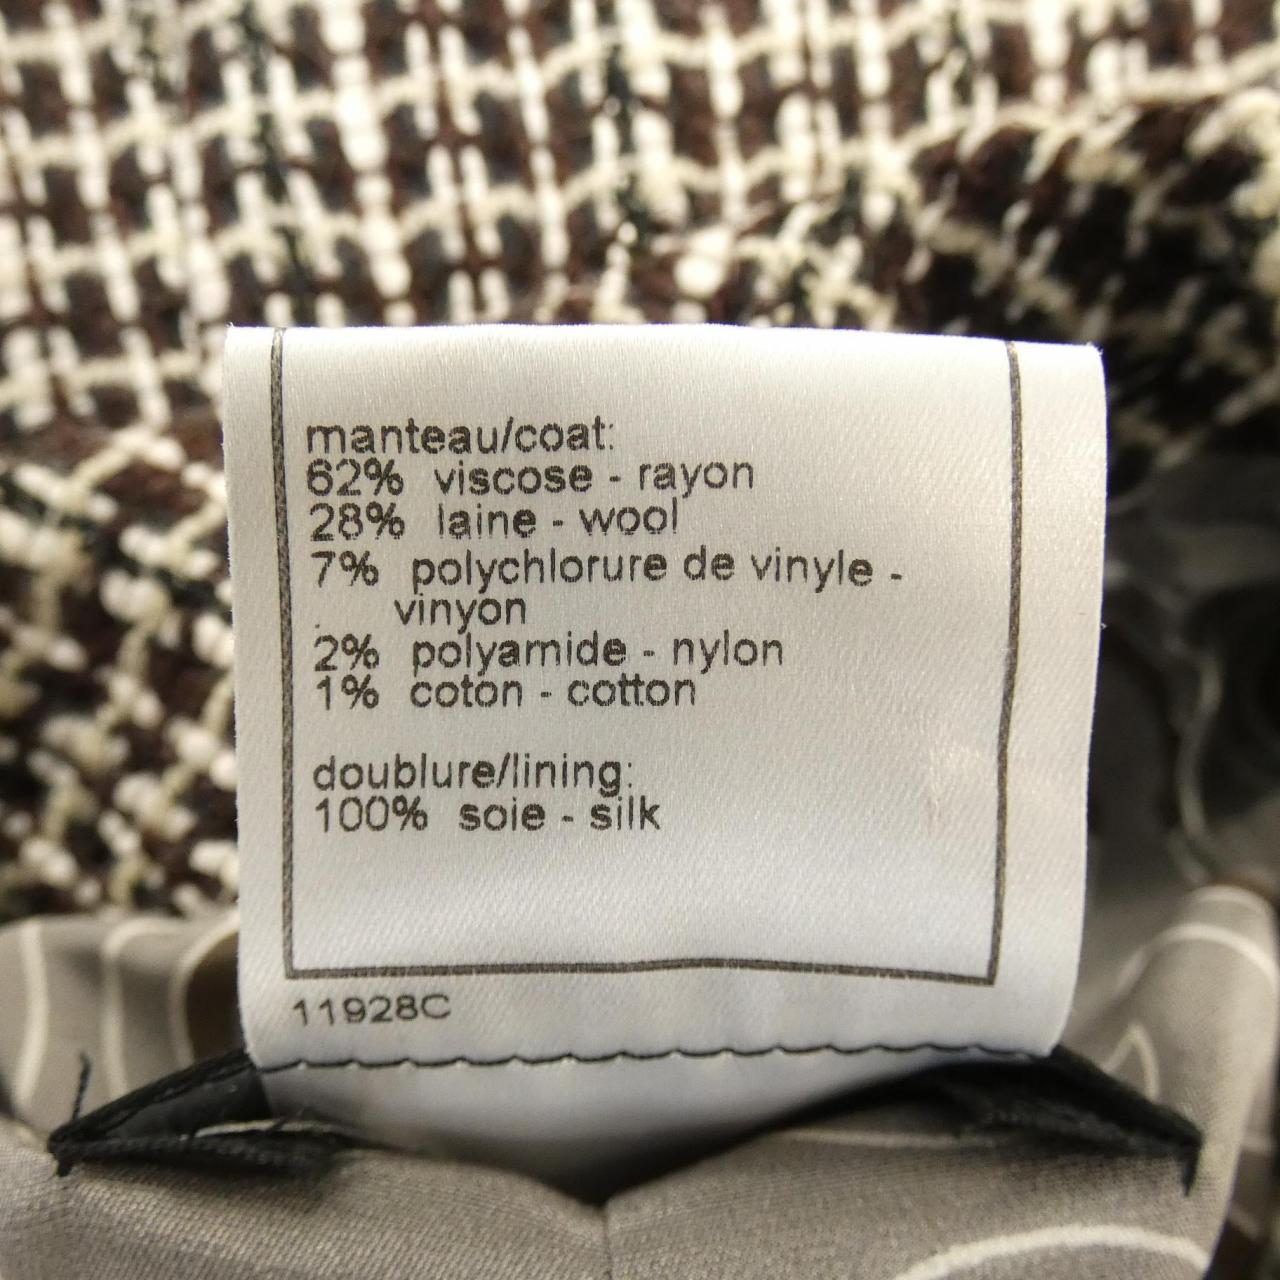 manteau/coat:
62% viscose - rayon
28% laine - wool
7% polychlorure de vinyle -
vinyon
2% polyamide - nylon
1% coton - cotton
doublure/lining:
100% soie - silk
11928C